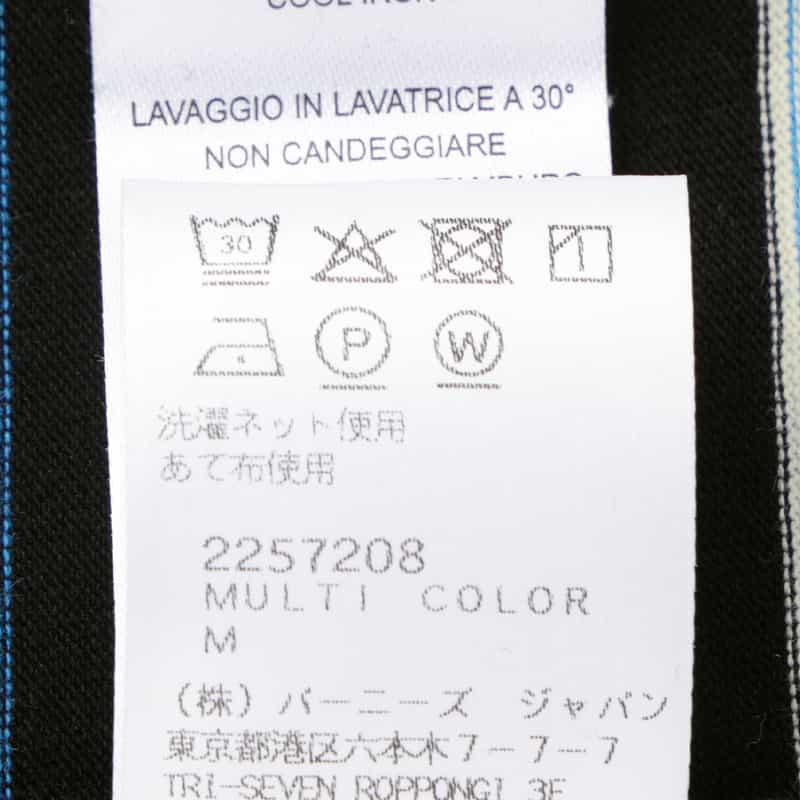 COOL IRON
LAVAGGIO IN LAVATRICE A 30°
NON CANDEGGIARE
30
P W
洗濯ネット使用
あて布使用
2257208
MULTI COLOR
M
(株) バーニーズ ジャパン
東京都港区六本木7-7-7
TRI-SEVEN ROPPONGI 3F